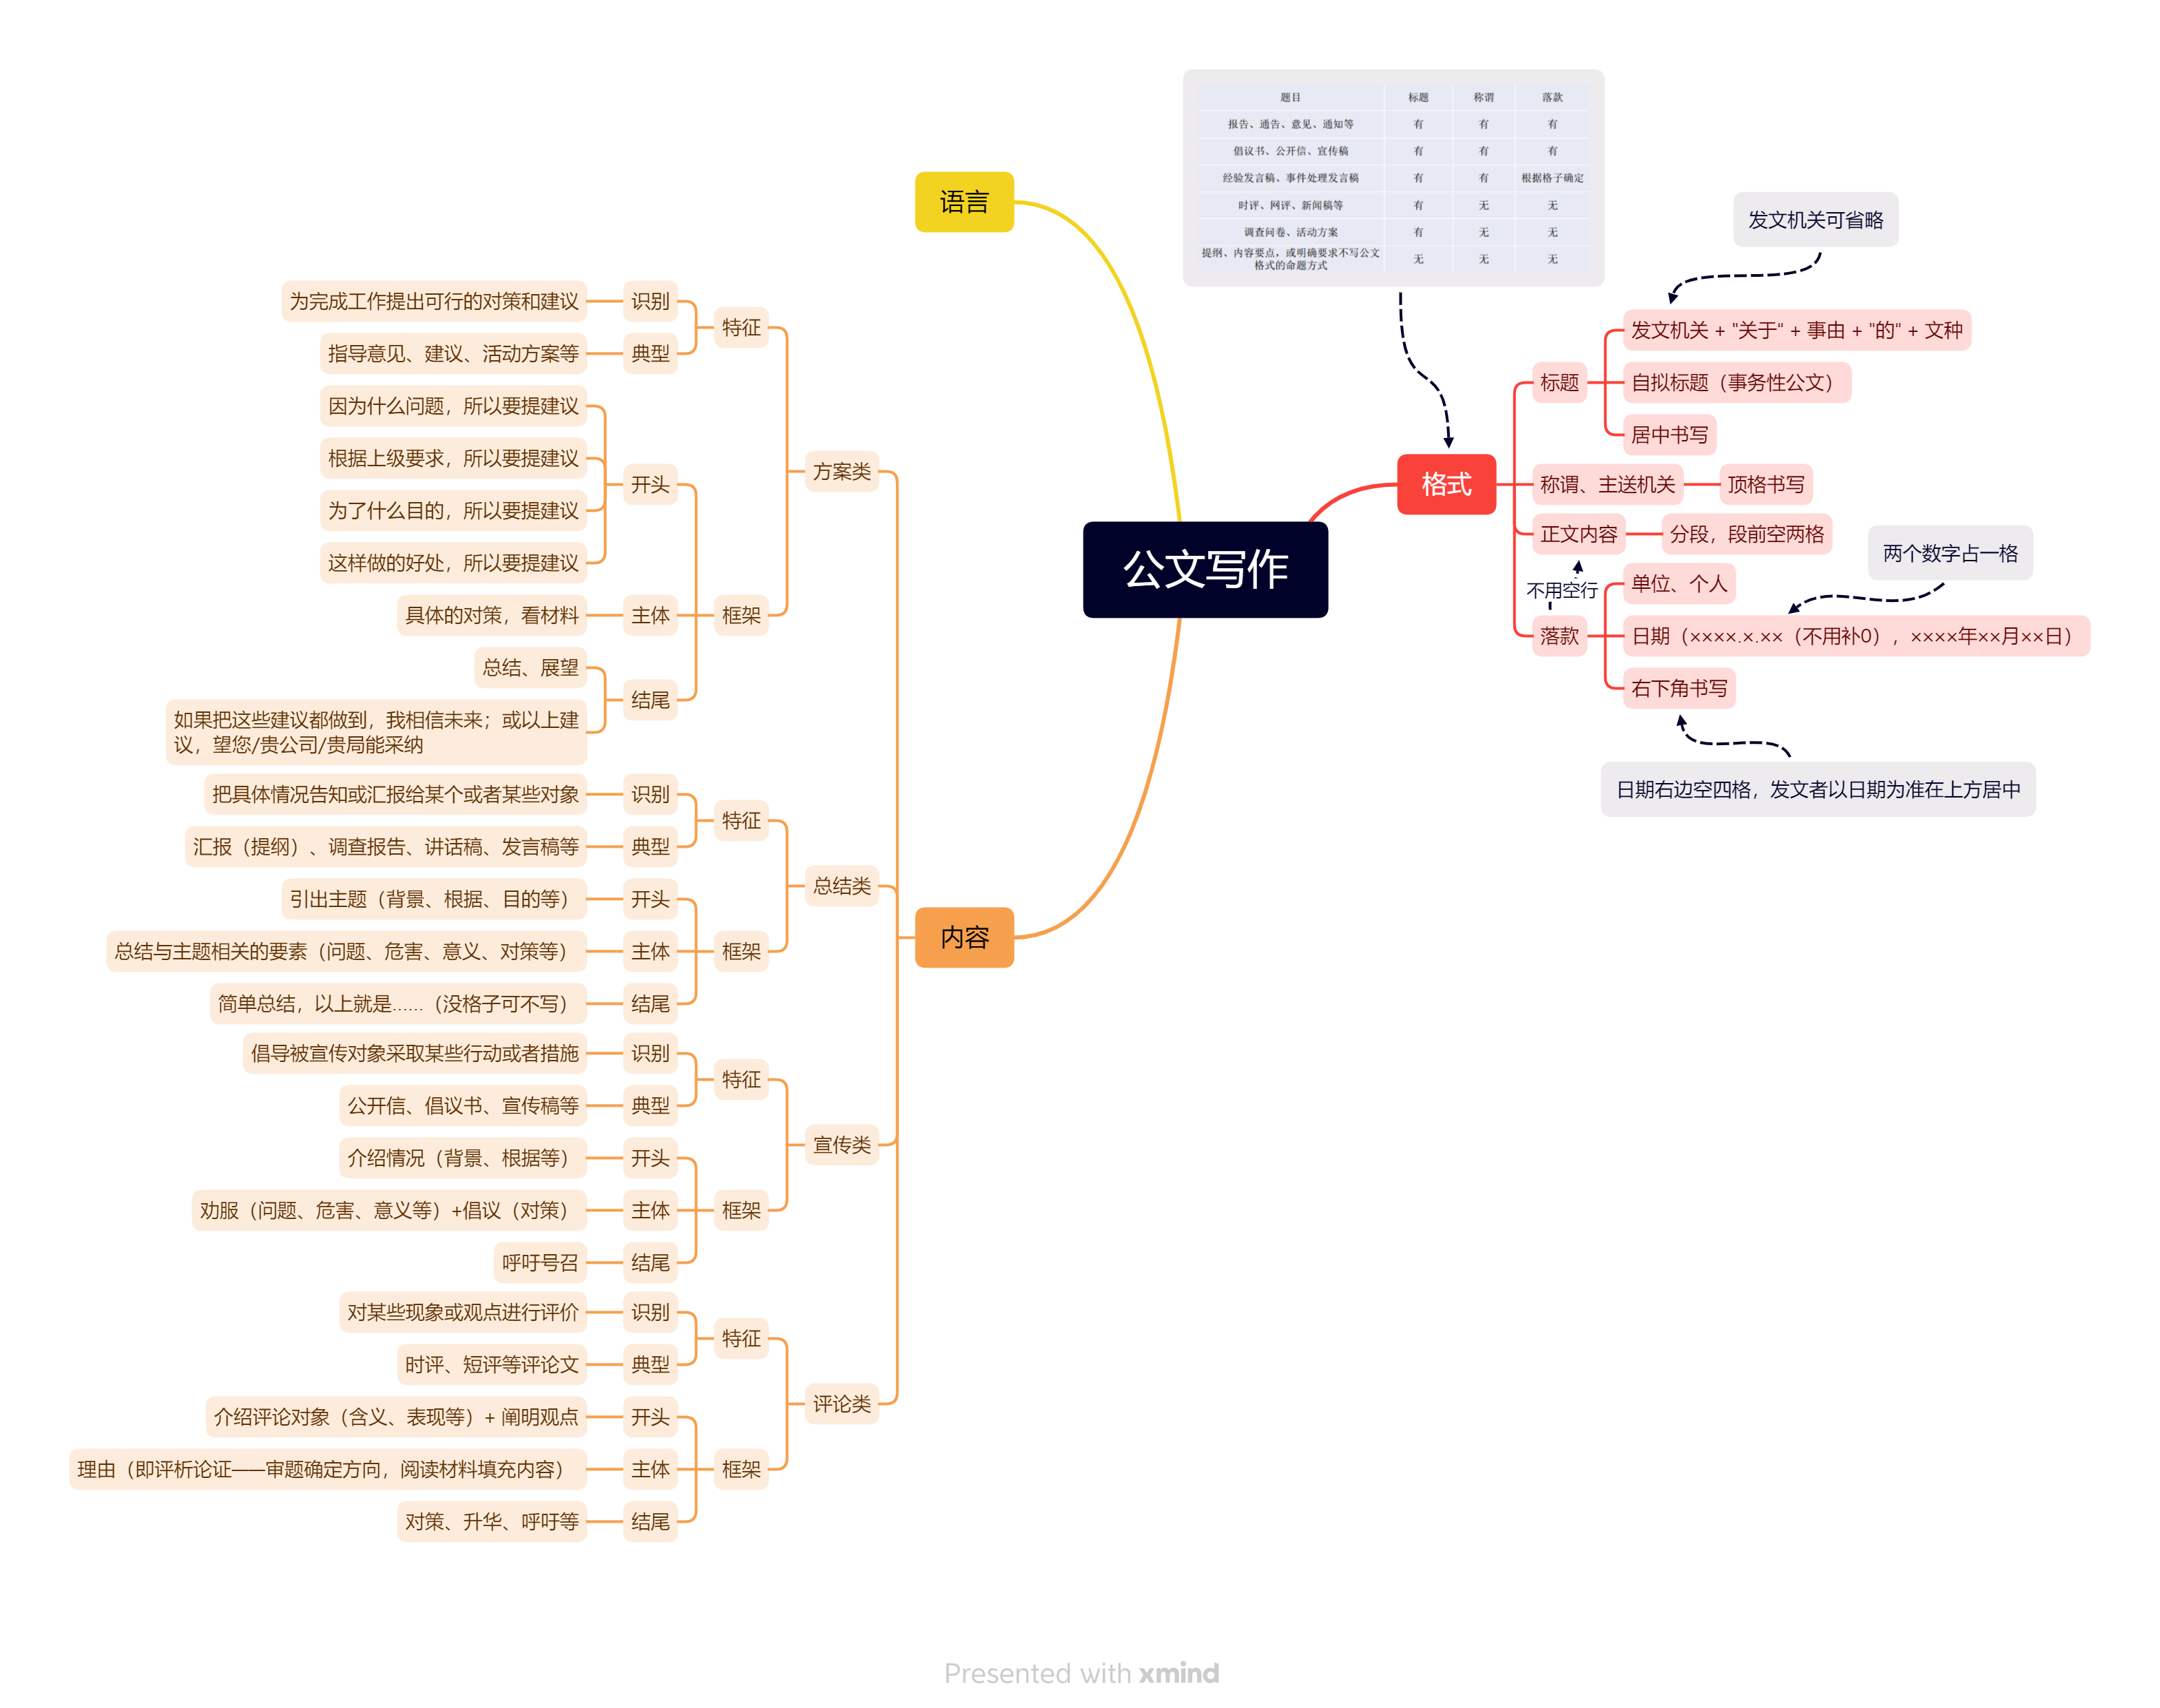 公文写作
格式
题目 标题 称谓 落款
报告、通告、意见、通知等 有 有 有
倡议书、公开信、宣传稿 有 有 有
经验发言稿、事件处理发言稿 有 有 根据格子确定
时评、网评、新闻稿等 有 无 无
调查问卷、活动方案 有 无 无
提纲、内容要点，或明确要求不写公文
格式的命题方式 无 无 无
标题
发文机关可省略
发文机关 + "关于" + 事由 + "的" + 文种
自拟标题（事务性公文）
居中书写
称谓、主送机关
顶格书写
正文内容
分段，段前空两格
不用空行
落款
单位、个人
两个数字占一格
日期（××××.×.××（不用补0），××××年××月××日）
右下角书写
日期右边空四格，发文者以日期为准在上方居中
语言
内容
方案类
特征
识别
为完成工作提出可行的对策和建议
典型
指导意见、建议、活动方案等
框架
开头
因为什么问题，所以要提建议
根据上级要求，所以要提建议
为了什么目的，所以要提建议
这样做的好处，所以要提建议
主体
具体的对策，看材料
结尾
总结、展望
如果把这些建议都做到，我相信未来；或以上建
议，望您/贵公司/贵局能采纳
总结类
特征
识别
把具体情况告知或汇报给某个或者某些对象
典型
汇报（提纲）、调查报告、讲话稿、发言稿等
框架
开头
引出主题（背景、根据、目的等）
主体
总结与主题相关的要素（问题、危害、意义、对策等）
结尾
简单总结，以上就是……（没格子可不写）
宣传类
特征
识别
倡导被宣传对象采取某些行动或者措施
典型
公开信、倡议书、宣传稿等
框架
开头
介绍情况（背景、根据等）
主体
劝服（问题、危害、意义等）+倡议（对策）
结尾
呼吁号召
评论类
特征
识别
对某些现象或观点进行评价
典型
时评、短评等评论文
框架
开头
介绍评论对象（含义、表现等）+ 阐明观点
主体
理由（即评析论证——审题确定方向，阅读材料填充内容）
结尾
对策、升华、呼吁等
Presented with xmind